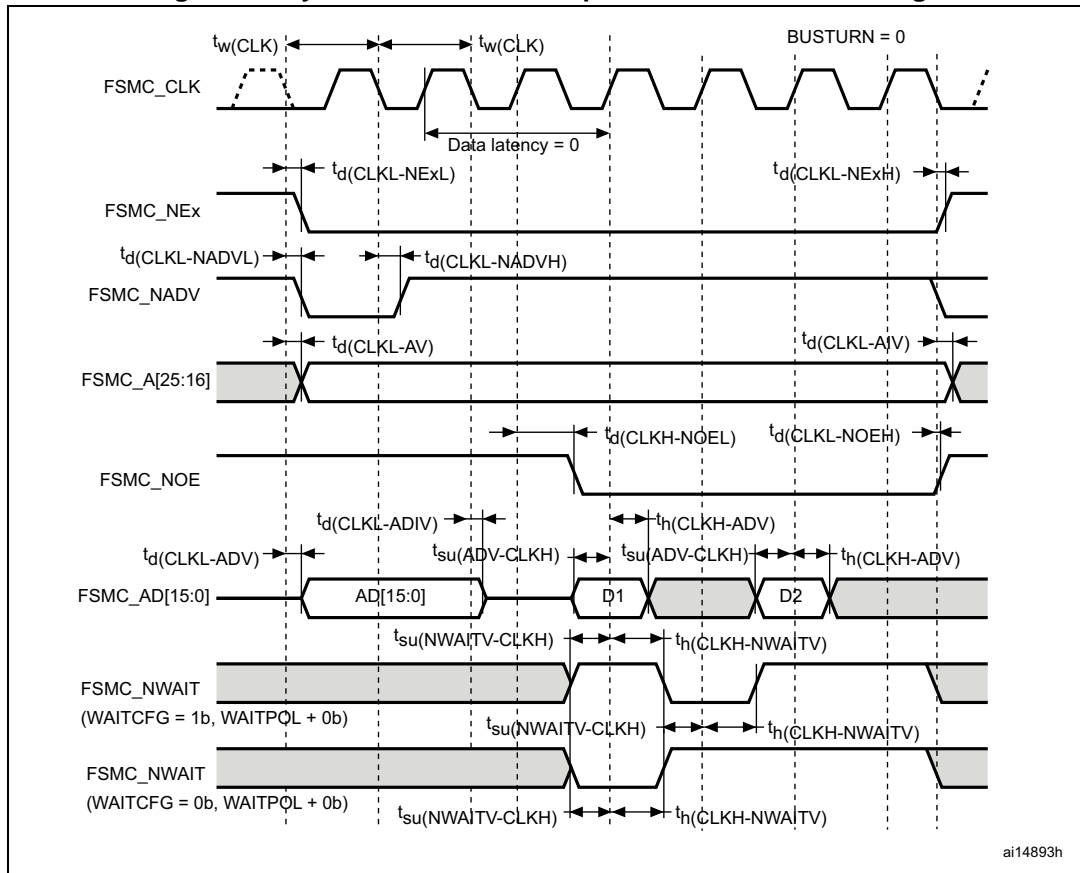 tw(CLK) tw(CLK) BUSTURN = 0
FSMC_CLK
Data latency = 0
td(CLKL-NExL) td(CLKL-NExH)
FSMC_NEx
td(CLKL-NADVL) td(CLKL-NADVH)
FSMC_NADV
td(CLKL-AV) td(CLKL-AIV)
FSMC_A[25:16]
td(CLKH-NOEL) td(CLKL-NOEH)
FSMC_NOE
td(CLKL-ADIV) th(CLKH-ADV)
td(CLKL-ADV) tsu(ADV-CLKH) tsu(ADV-CLKH) th(CLKH-ADV)
FSMC_AD[15:0] AD[15:0] D1 D2
tsu(NWAITV-CLKH) th(CLKH-NWAITV)
FSMC_NWAIT
(WAITCFG = 1b, WAITPOL + 0b)
tsu(NWAITV-CLKH) th(CLKH-NWAITV)
FSMC_NWAIT
(WAITCFG = 0b, WAITPOL + 0b)
tsu(NWAITV-CLKH) th(CLKH-NWAITV)
ai14893h